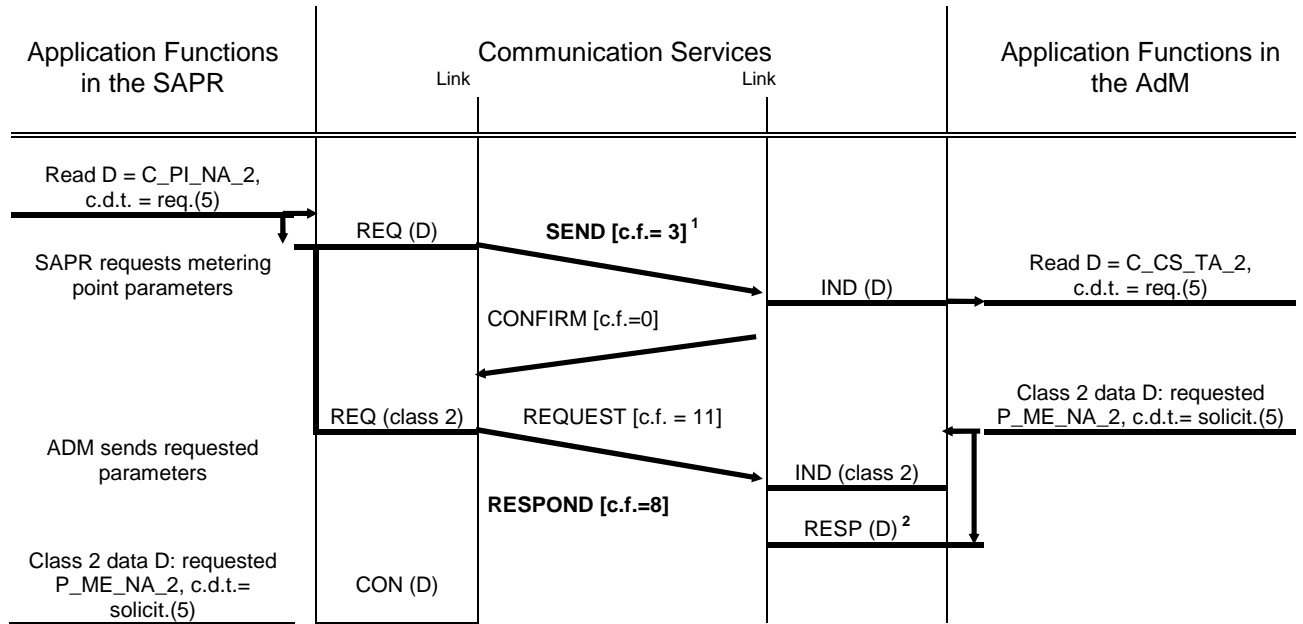 Application Functions
in the SAPR
Communication Services
Application Functions in
the AdM
Link
Link
Read D = C_PI_NA_2,
c.d.t. = req.(5)
REQ (D)
SEND [c.f.= 3] 1
SAPR requests metering
point parameters
IND (D)
Read D = C_CS_TA_2,
c.d.t. = req.(5)
CONFIRM [c.f.=0]
REQ (class 2)
REQUEST [c.f. = 11]
Class 2 data D: requested
P_ME_NA_2, c.d.t.= solicit.(5)
ADM sends requested
parameters
IND (class 2)
RESPOND [c.f.=8]
RESP (D) 2
Class 2 data D: requested
P_ME_NA_2, c.d.t.=
solicit.(5)
CON (D)